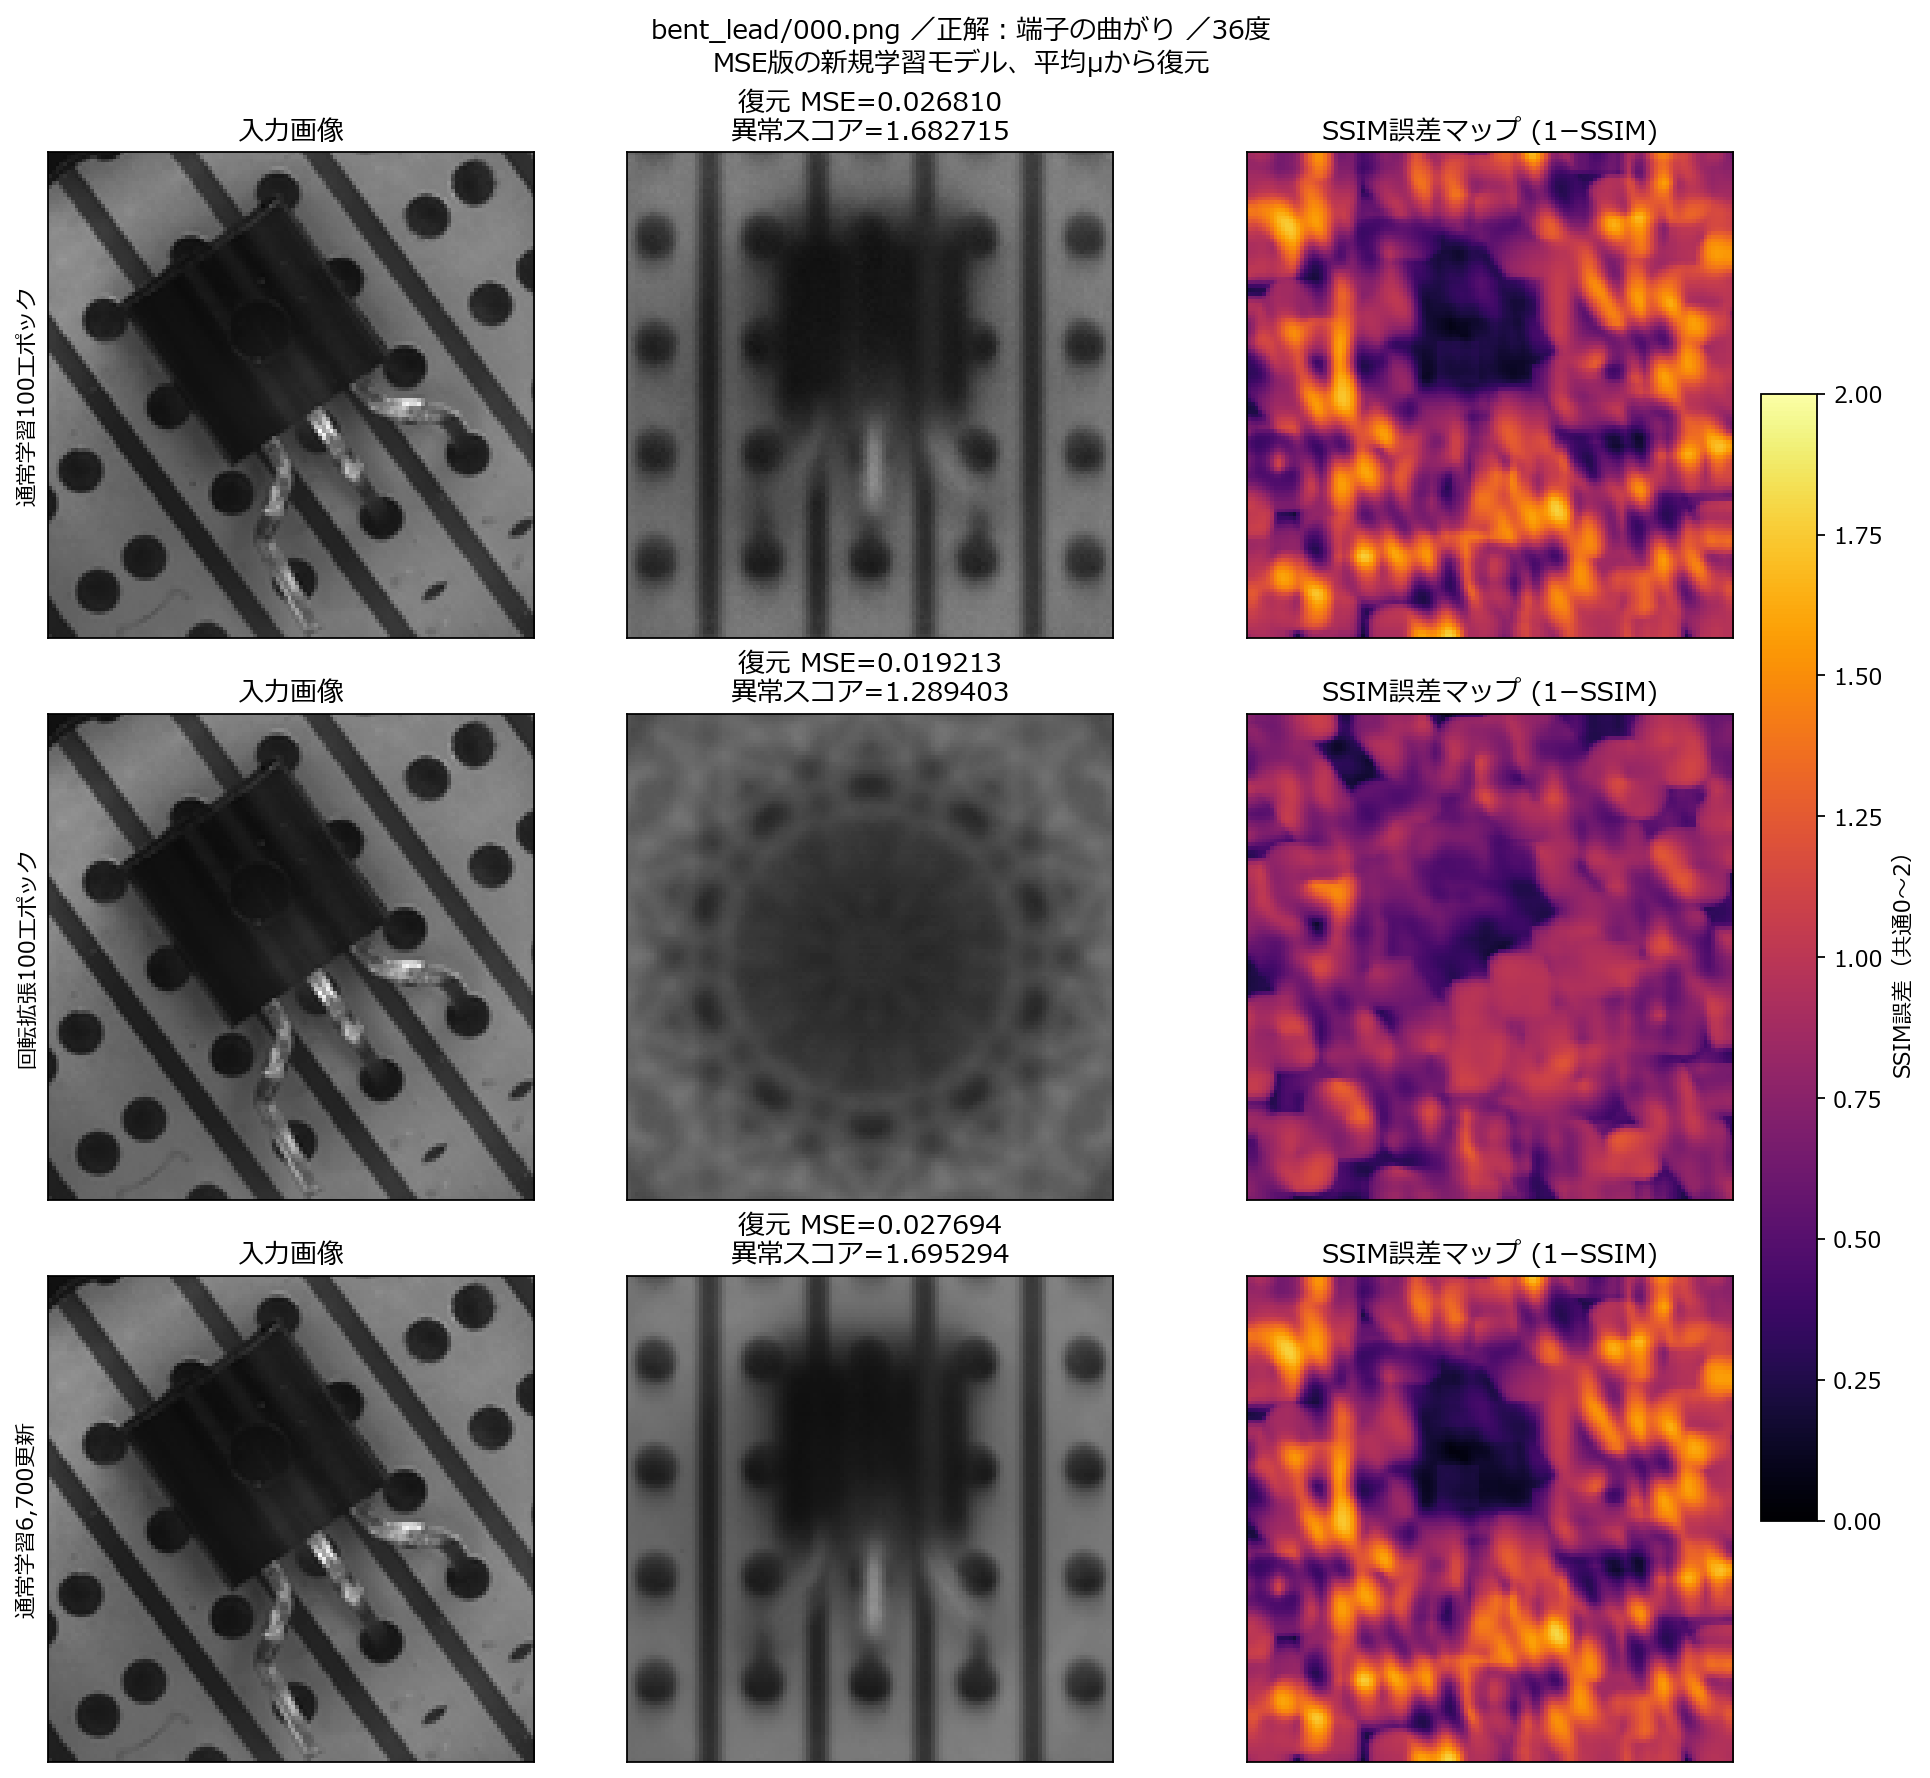 bent_lead/000.png ／正解：端子の曲がり ／36度
MSE版の新規学習モデル、平均μから復元
通常学習100エポック
入力画像
復元 MSE=0.026810
異常スコア=1.682715
SSIM誤差マップ (1−SSIM)
回転拡張100エポック
入力画像
復元 MSE=0.019213
異常スコア=1.289403
SSIM誤差マップ (1−SSIM)
通常学習6,700更新
入力画像
復元 MSE=0.027694
異常スコア=1.695294
SSIM誤差マップ (1−SSIM)
2.00
1.75
1.50
1.25
1.00
0.75
0.50
0.25
0.00
SSIM誤差（共通0～2）